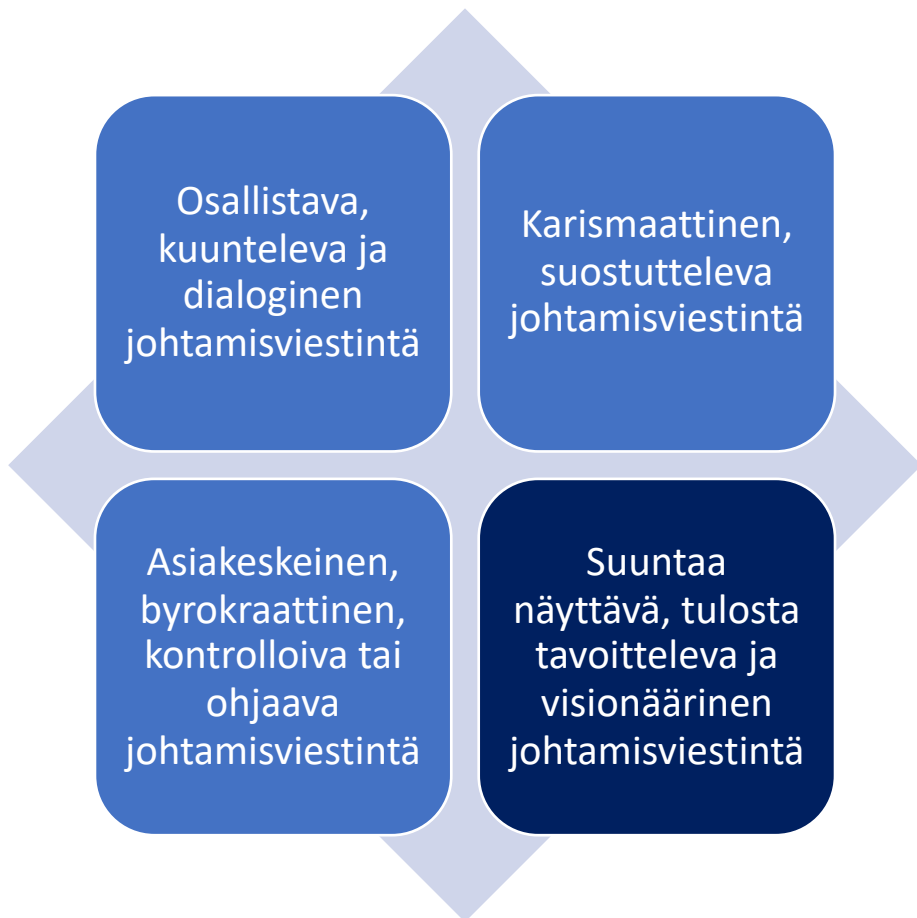 Osallistava,
kuunteleva ja
dialoginen
johtamisviestintä
Karismaattinen,
suostutteleva
johtamisviestintä
Asiakeskeinen,
byrokraattinen,
kontrolloiva tai
ohjaava
johtamisviestintä
Suuntaa
näyttävä, tulosta
tavoitteleva ja
visionäärinen
johtamisviestintä